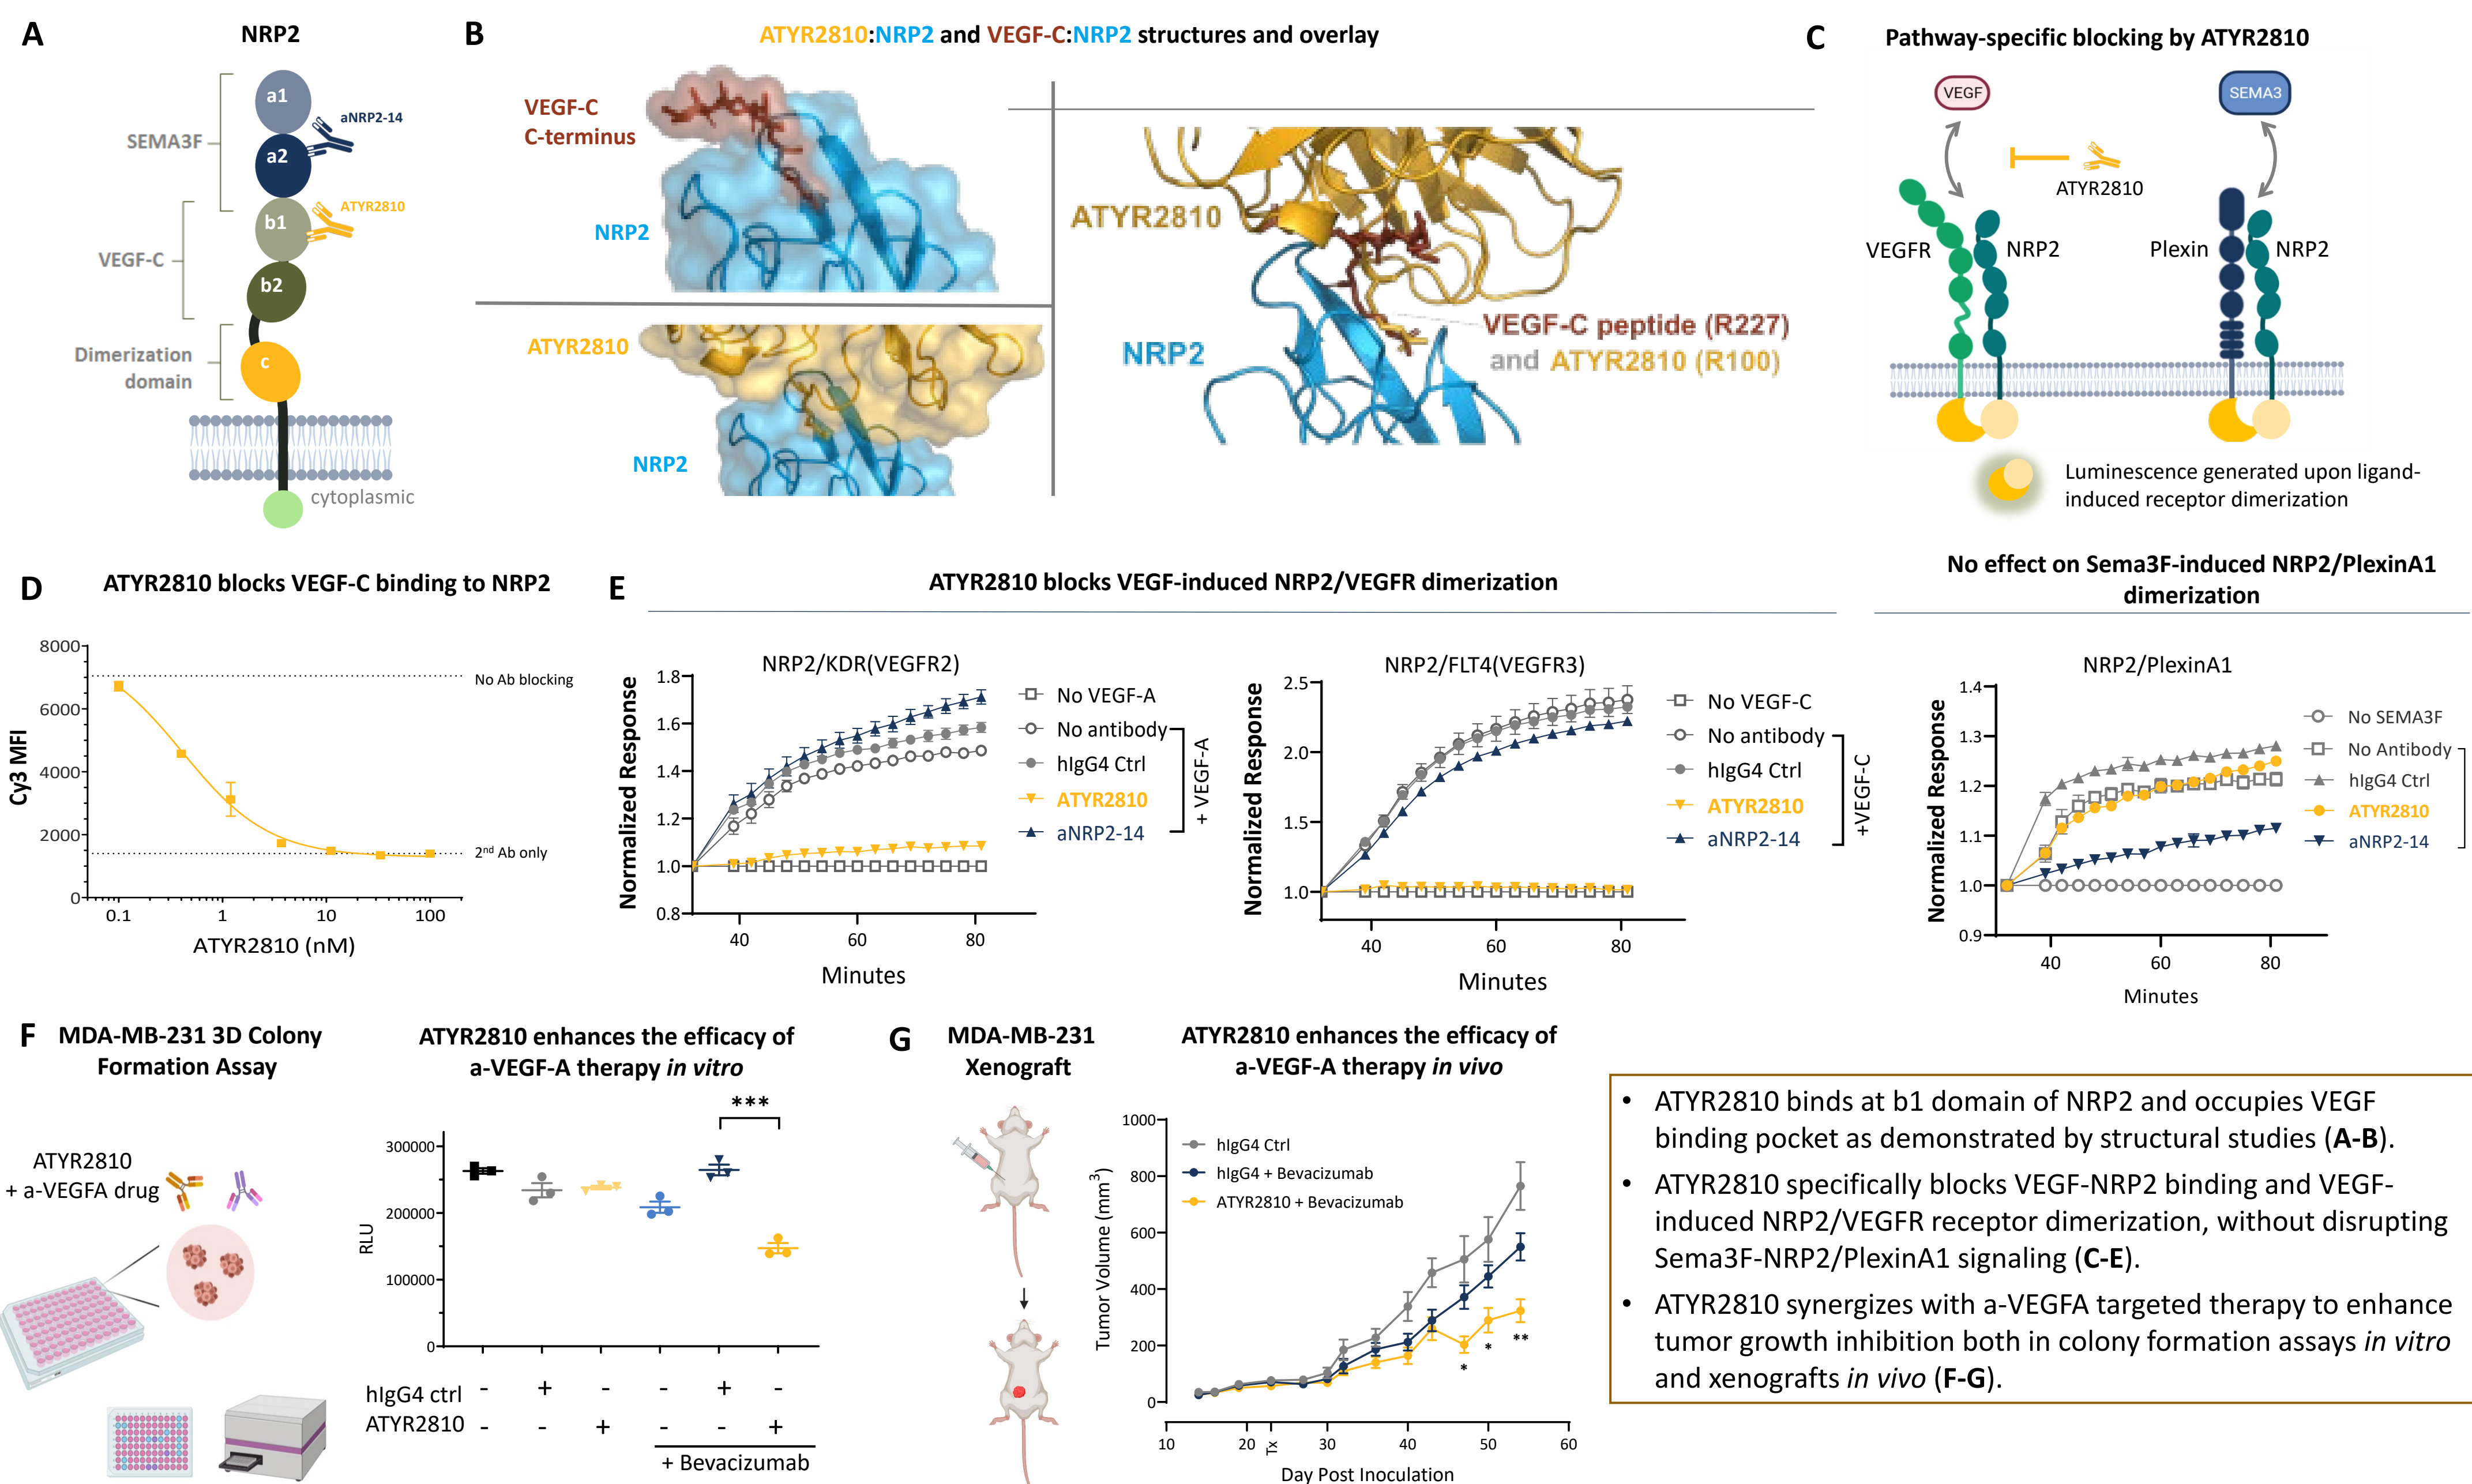 A
NRP2
a1
aNRP2-14
SEMA3F
a2
ATYR2810
b1
VEGF-C
b2
Dimerization
domain
c
cytoplasmic
B
ATYR2810:NRP2 and VEGF-C:NRP2 structures and overlay
VEGF-C
C-terminus
NRP2
ATYR2810
NRP2
ATYR2810
NRP2
VEGF-C peptide (R227)
and ATYR2810 (R100)
C
Pathway-specific blocking by ATYR2810
VEGF
SEMA3
ATYR2810
VEGFR
NRP2
Plexin
NRP2
Luminescence generated upon ligand-
induced receptor dimerization
D
ATYR2810 blocks VEGF-C binding to NRP2
Cy3 MFI
8000
6000
4000
2000
0
No Ab blocking
2nd Ab only
0.1
1
10
100
ATYR2810 (nM)
E
ATYR2810 blocks VEGF-induced NRP2/VEGFR dimerization
NRP2/KDR(VEGFR2)
Normalized Response
1.8
1.6
1.4
1.2
1.0
0.8
40
60
80
Minutes
No VEGF-A
No antibody
hIgG4 Ctrl
ATYR2810
aNRP2-14
+ VEGF-A
NRP2/FLT4(VEGFR3)
Normalized Response
2.5
2.0
1.5
1.0
40
60
80
Minutes
No VEGF-C
No antibody
hIgG4 Ctrl
ATYR2810
aNRP2-14
+VEGF-C
No effect on Sema3F-induced NRP2/PlexinA1
dimerization
NRP2/PlexinA1
Normalized Response
1.4
1.3
1.2
1.1
1.0
0.9
40
60
80
Minutes
No SEMA3F
No Antibody
hIgG4 Ctrl
ATYR2810
aNRP2-14
F
MDA-MB-231 3D Colony
Formation Assay
ATYR2810
+ a-VEGFA drug
ATYR2810 enhances the efficacy of
a-VEGF-A therapy in vitro
***
RLU
300000
200000
100000
0
hIgG4 ctrl - + - - + -
ATYR2810 - - + - - +
+ Bevacizumab
G
MDA-MB-231
Xenograft
ATYR2810 enhances the efficacy of
a-VEGF-A therapy in vivo
Tumor Volume (mm3)
1000
800
600
400
200
0
hIgG4 Ctrl
hIgG4 + Bevacizumab
ATYR2810 + Bevacizumab
*
*
**
10
20
Tx
30
40
50
60
Day Post Inoculation
• ATYR2810 binds at b1 domain of NRP2 and occupies VEGF
binding pocket as demonstrated by structural studies (A-B).
• ATYR2810 specifically blocks VEGF-NRP2 binding and VEGF-
induced NRP2/VEGFR receptor dimerization, without disrupting
Sema3F-NRP2/PlexinA1 signaling (C-E).
• ATYR2810 synergizes with a-VEGFA targeted therapy to enhance
tumor growth inhibition both in colony formation assays in vitro
and xenografts in vivo (F-G).